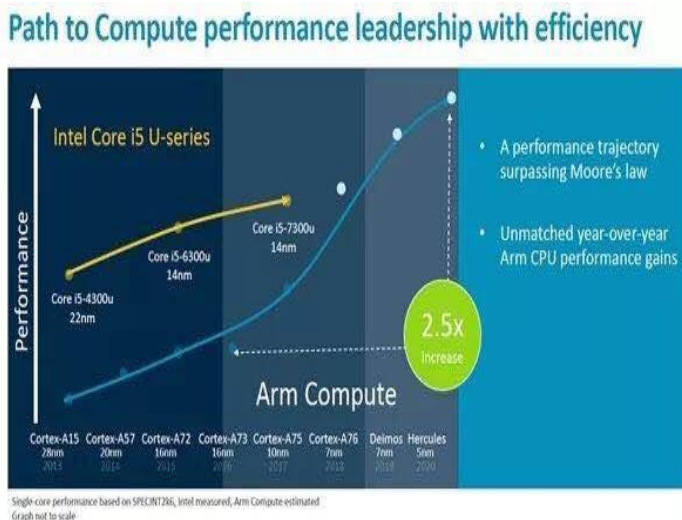 Path to Compute performance leadership with efficiency
Performance
Intel Core i5 U-series
Core i5-4300u
22nm
Core i5-6300u
14nm
Core i5-7300u
14nm
2.5x
increase
Arm Compute
Cortex-A15
28nm
2013
Cortex-A57
20nm
2014
Cortex-A72
16nm
2015
Cortex-A73
16nm
2016
Cortex-A75
10nm
2017
Cortex-A76
7nm
2018
Deimos
7nm
2019
Hercules
5nm
2020
• A performance trajectory
surpassing Moore's law
• Unmatched year-over-year
Arm CPU performance gains
Single-core performance based on SPECINT2k6, Intel measured, Arm Compute estimated
Graph not to scale